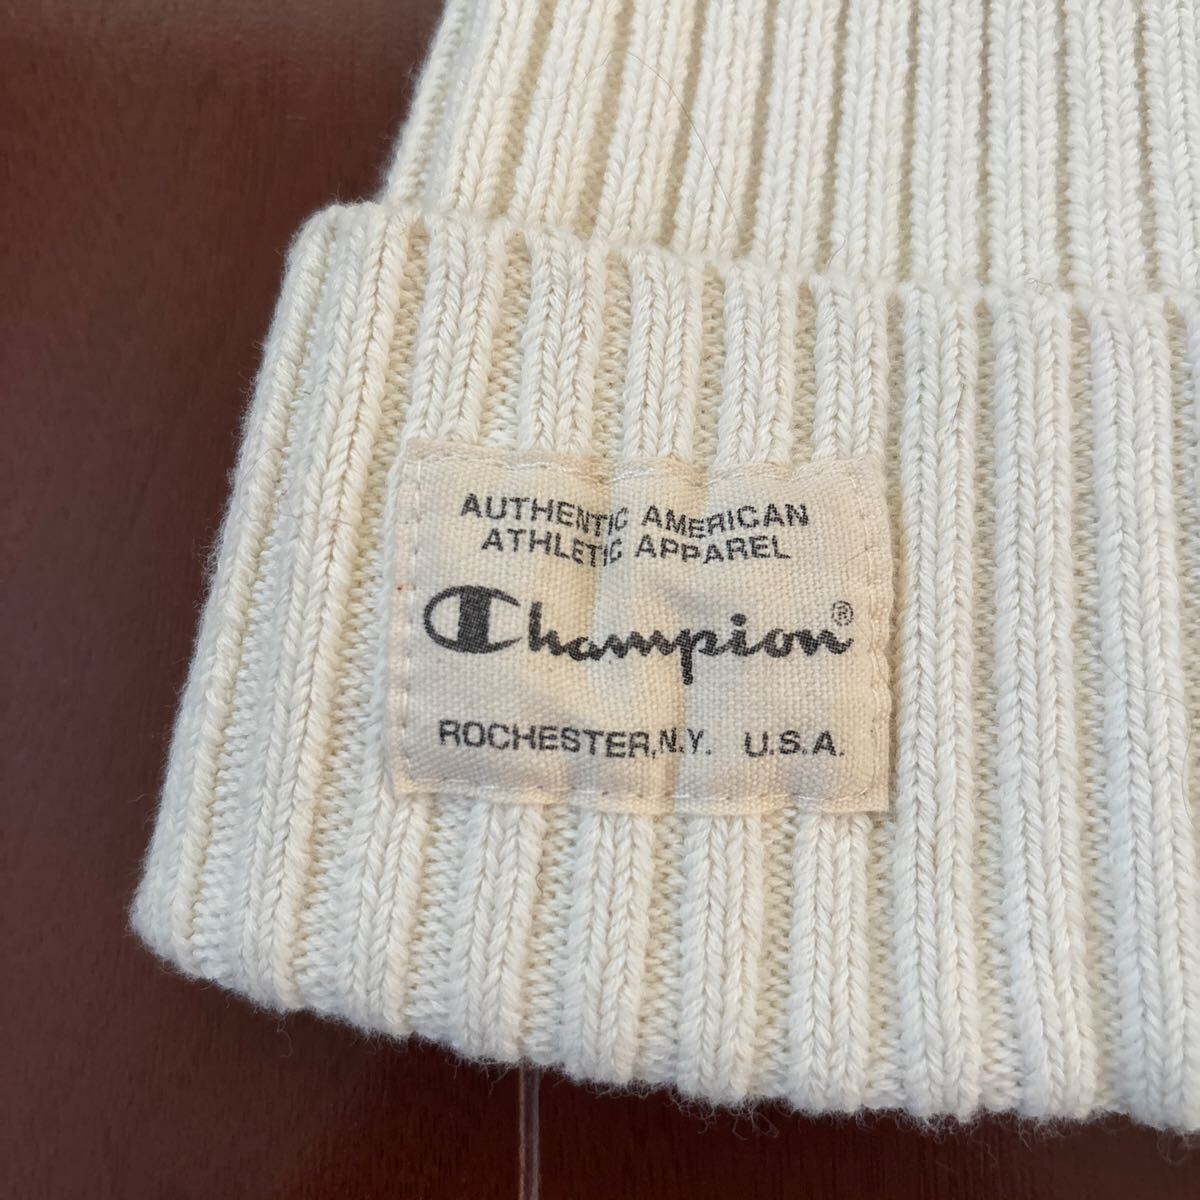 AUTHENTIC AMERICAN
ATHLETIC APPAREL
Champion®
ROCHESTER,N.Y. U.S.A.